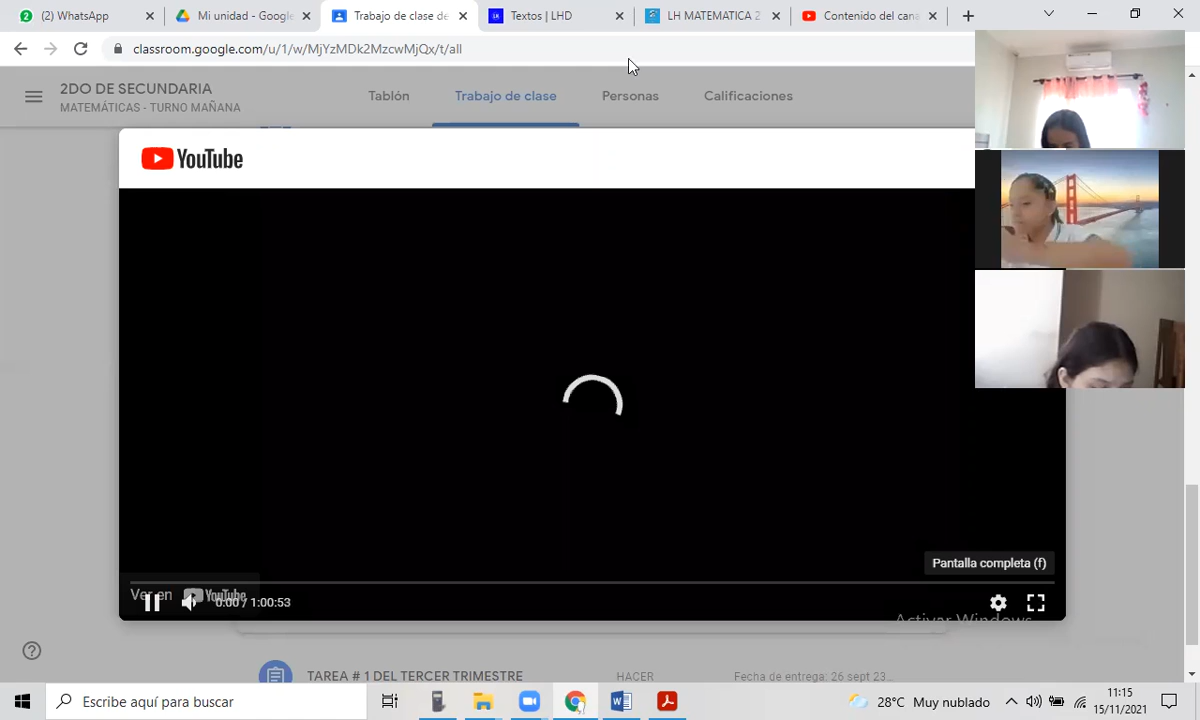 (2) WhatsApp
Mi unidad - Google
Trabajo de clase de
Textos | LHD
LH MATEMATICA 2
Contenido del cana
classroom.google.com/u/1/w/MjYzMDk2MzcwMjQx/t/all
2DO DE SECUNDARIA
MATEMÁTICAS - TURNO MAÑANA
Tablón
Trabajo de clase
Personas
Calificaciones
YouTube
Pantalla completa (f)
Ver en YouTube
0:00 / 1:00:53
Activar Windows
TAREA # 1 DEL TERCER TRIMESTRE
HACER
Fecha de entrega: 26 sept 23...
Escribe aquí para buscar
28°C Muy nublado
11:15
15/11/2021